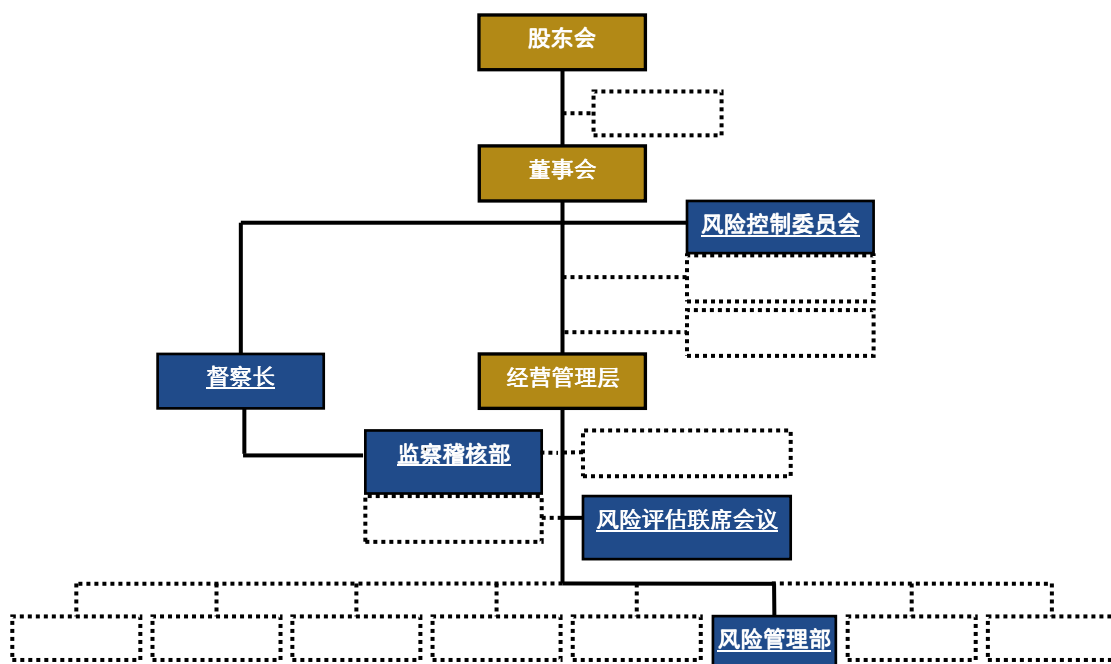 股东会
董事会
风险控制委员会
督察长
经营管理层
监察稽核部
风险评估联席会议
风险管理部